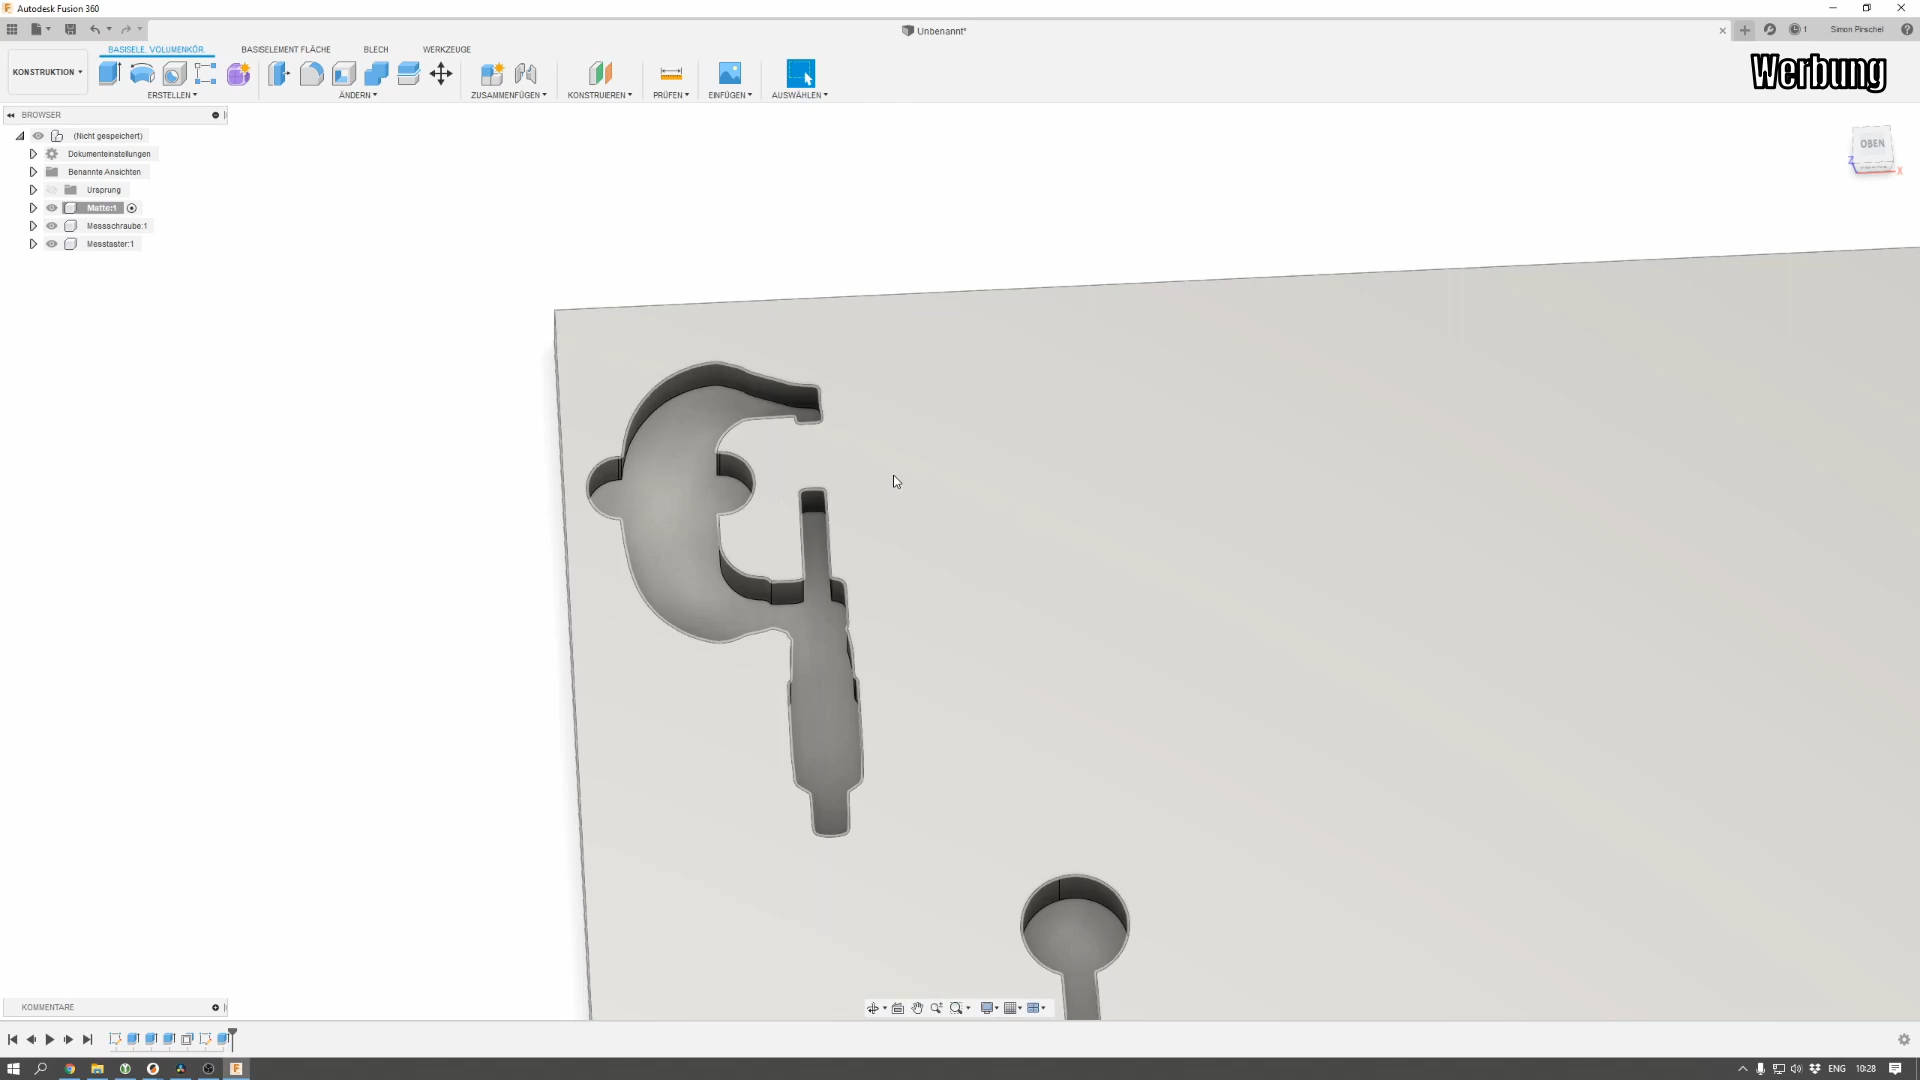 Autodesk Fusion 360
Unbenannt*
1
Simon Pirschel
BASISELE. VOLUMENKÖR.
BASISELEMENT FLÄCHE
BLECH
WERKZEUGE
KONSTRUKTION
ERSTELLEN
ÄNDERN
ZUSAMMENFÜGEN
KONSTRUIEREN
PRÜFEN
EINFÜGEN
AUSWÄHLEN
Werbung
BROWSER
(Nicht gespeichert)
Dokumenteinstellungen
Benannte Ansichten
Ursprung
Matte:1
Messschraube:1
Messtaster:1
OBEN
Z
X
KOMMENTARE
ENG
10:28